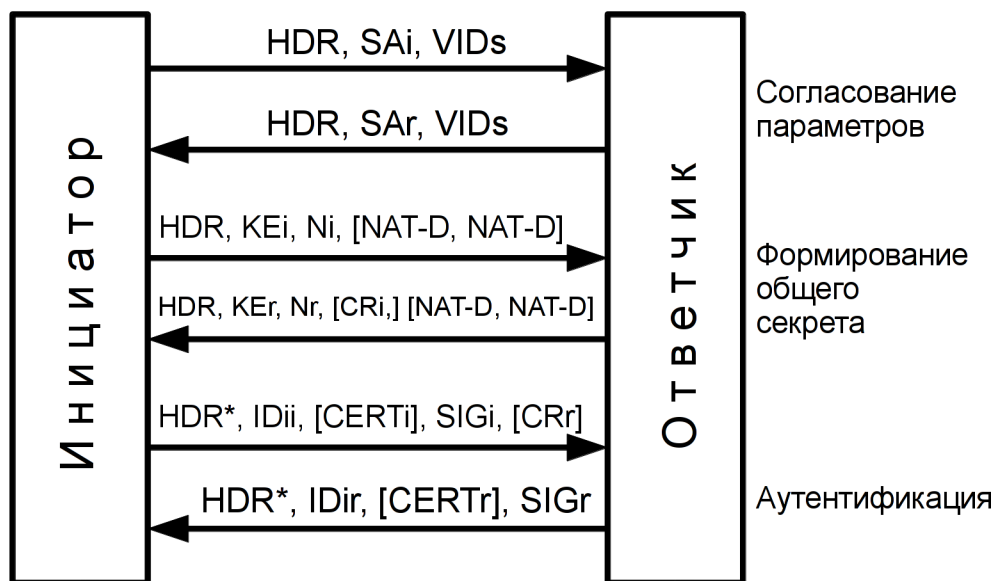 Инициатор
HDR, SAi, VIDs
HDR, SAr, VIDs
HDR, KEi, Ni, [NAT-D, NAT-D]
HDR, KEr, Nr, [CRi,] [NAT-D, NAT-D]
HDR*, IDii, [CERTi], SIGi, [CRr]
HDR*, IDir, [CERTr], SIGr
Ответчик
Согласование
параметров
Формирование
общего
секрета
Аутентификация